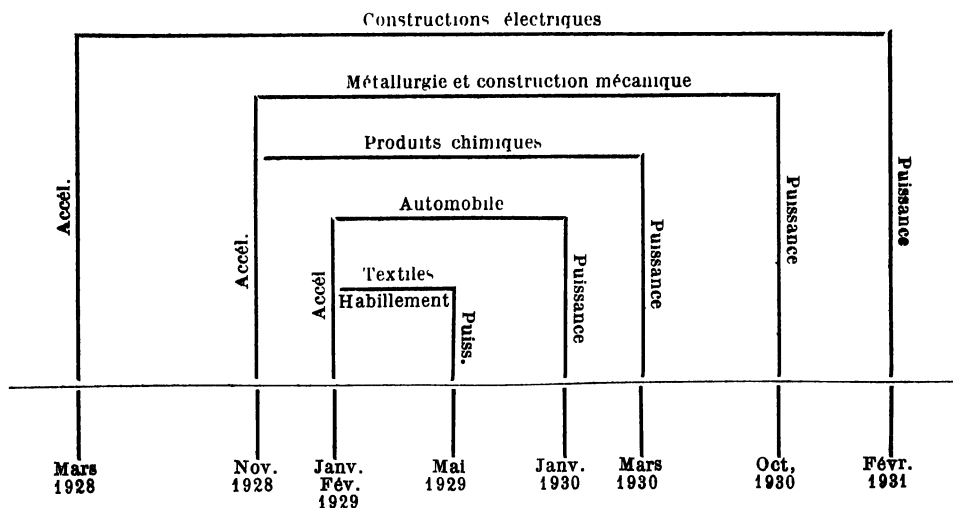 Constructions électriques
Métallurgie et construction mécanique
Produits chimiques
Automobile
Textiles
Habillement
Accél.
Accél.
Accél
Puiss.
Puissance
Puissance
Puissance
Puissance
Mars
1928
Nov.
1928
Janv.
Fév.
1929
Mai
1929
Janv.
1930
Mars
1930
Oct,
1930
Févr.
1931